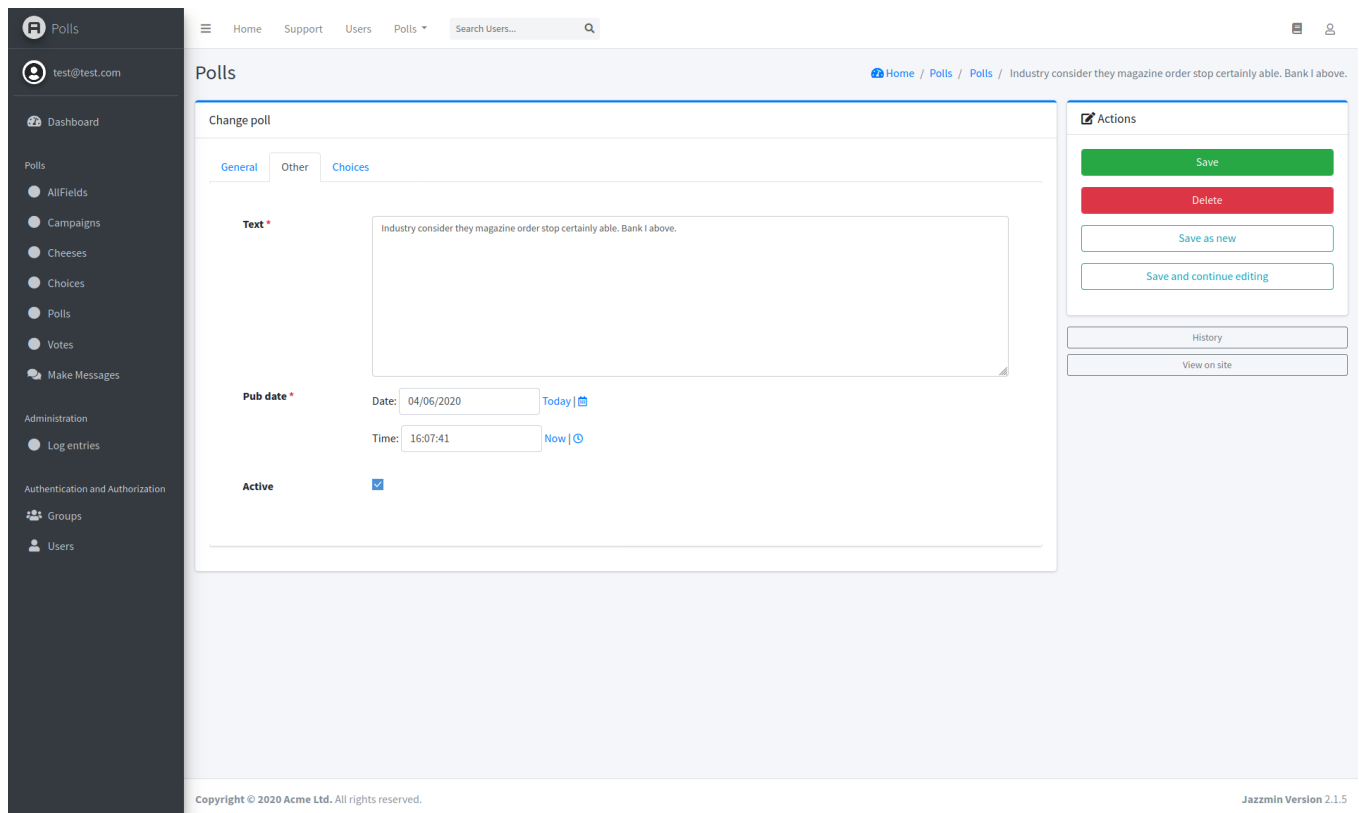 Polls
test@test.com
Dashboard
Polls
AllFields
Campaigns
Cheeses
Choices
Polls
Votes
Make Messages
Administration
Log entries
Authentication and Authorization
Groups
Users
Home Support Users Polls Search Users...
Polls
Home / Polls / Polls / Industry consider they magazine order stop certainly able. Bank I above.
Change poll
General Other Choices
Text *
Industry consider they magazine order stop certainly able. Bank I above.
Pub date *
Date: 04/06/2020 Today |
Time: 16:07:41 Now |
Active
Actions
Save
Delete
Save as new
Save and continue editing
History
View on site
Copyright © 2020 Acme Ltd. All rights reserved.
Jazzmin Version 2.1.5